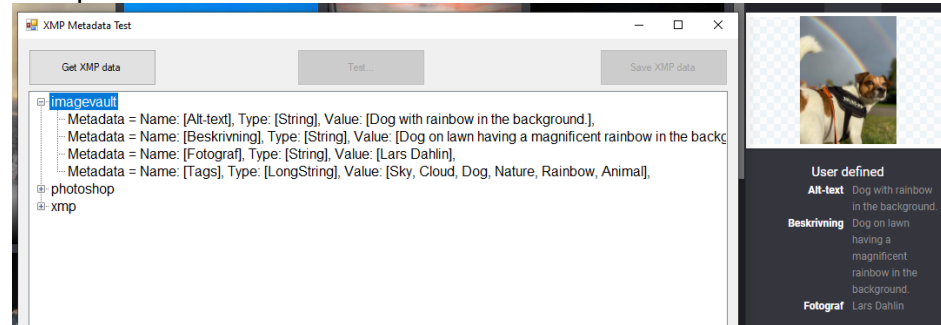 XMP Metadata Test
Get XMP data
Test...
Save XMP data
imagevault
Metadata = Name: [Alt-text], Type: [String], Value: [Dog with rainbow in the background.],
Metadata = Name: [Beskrivning], Type: [String], Value: [Dog on lawn having a magnificent rainbow in the backg
Metadata = Name: [Fotograf], Type: [String], Value: [Lars Dahlin],
Metadata = Name: [Tags], Type: [LongString], Value: [Sky, Cloud, Dog, Nature, Rainbow, Animal],
photoshop
xmp
User defined
Alt-text Dog with rainbow
in the background.
Beskrivning Dog on lawn
having a
magnificent
rainbow in the
background.
Fotograf Lars Dahlin